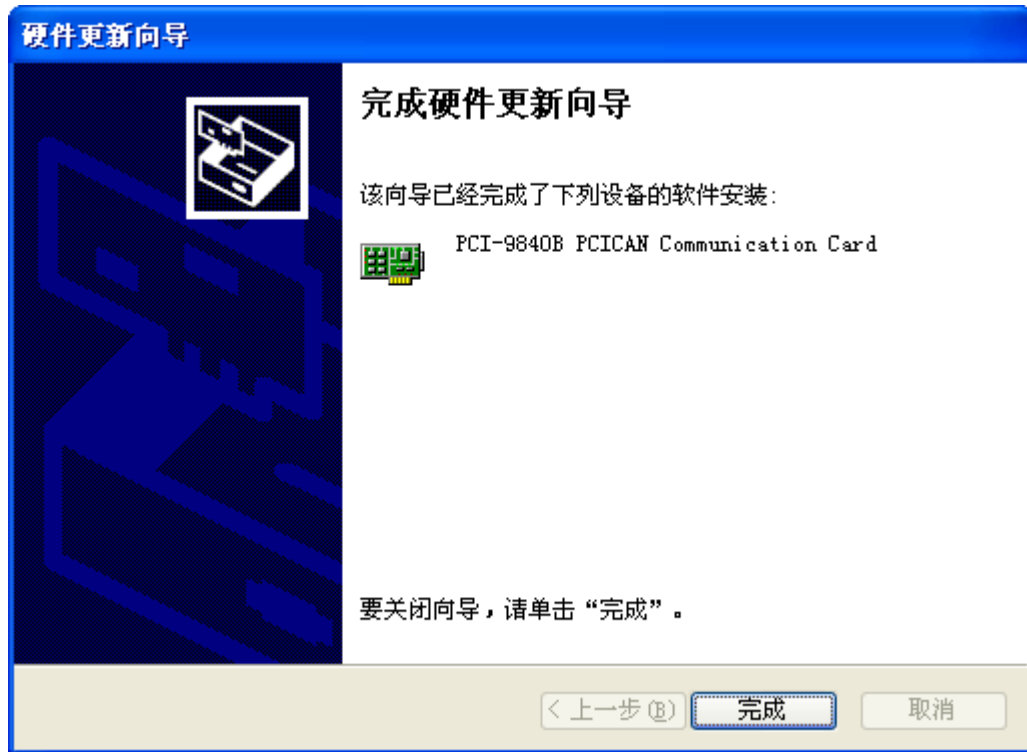 硬件更新向导
完成硬件更新向导
该向导已经完成了下列设备的软件安装:
PCI-9840B PCICAN Communication Card
要关闭向导，请单击“完成”。
< 上一步(B)
完成
取消